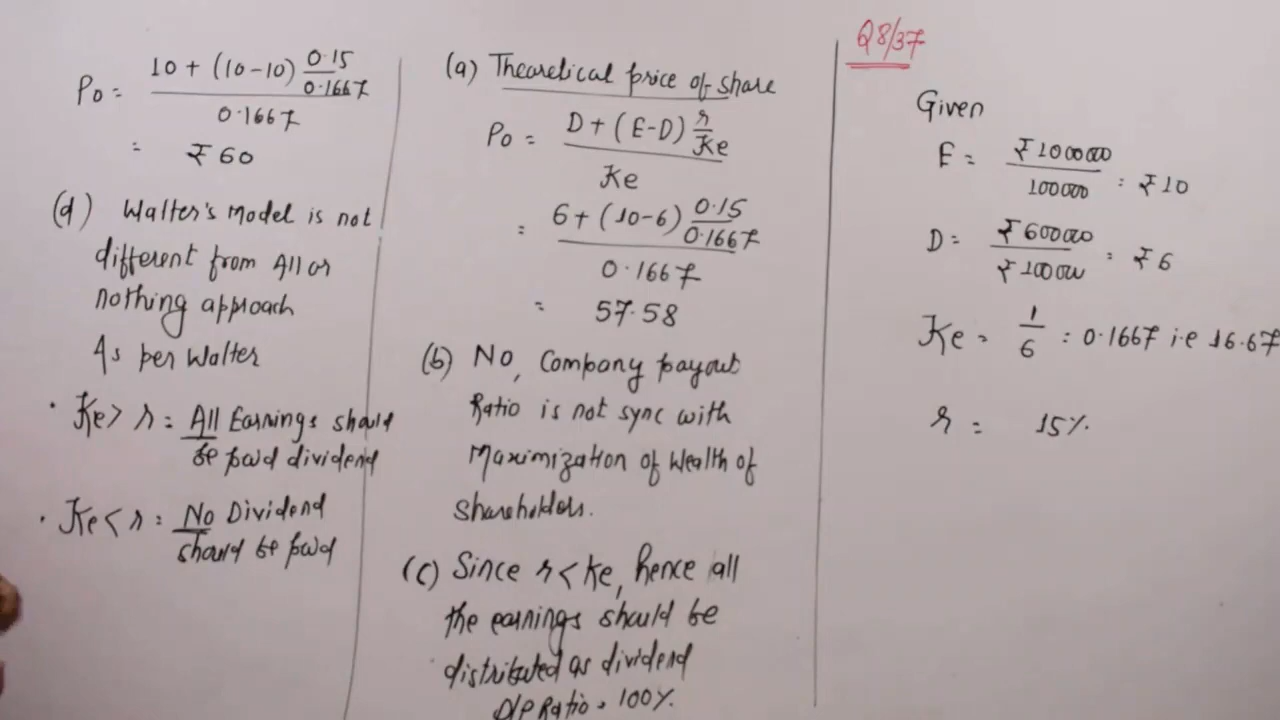 Q8/37
Given
E = ₹1000000 / 100000 = ₹10
D = ₹600000 / ₹100000 = ₹6
Ke = 1/6 = 0.1667 i.e 16.67
r = 15%
(a) Theoretical price of share
Po = D + (E-D) r/Ke / Ke
= 6 + (10-6) 0.15/0.1667 / 0.1667
= 57.58
(b) No, Company payout
Ratio is not sync with
Maximization of Wealth of
Shareholders.
(c) Since r < Ke, hence all
the earnings should be
distributed as dividend
D/P Ratio = 100%.
Po = 10 + (10-10) 0.15/0.1667 / 0.1667
= ₹60
(d) Walter's Model is not
different from All or
nothing approach
As per Walter
• Ke > r = All Earnings should
be paid dividend
• Ke < r = No Dividend
should be paid